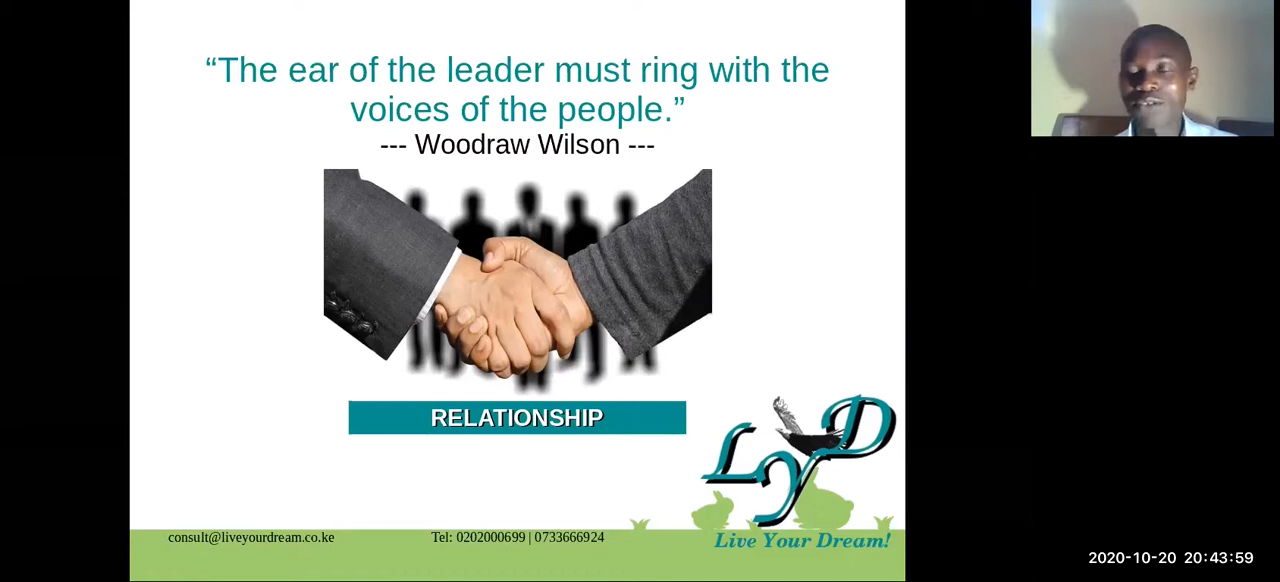 “The ear of the leader must ring with the
voices of the people.”
--- Woodraw Wilson ---
RELATIONSHIP
LYD
Live Your Dream!
consult@liveyourdream.co.ke
Tel: 0202000699 | 0733666924
2020-10-20 20:43:59